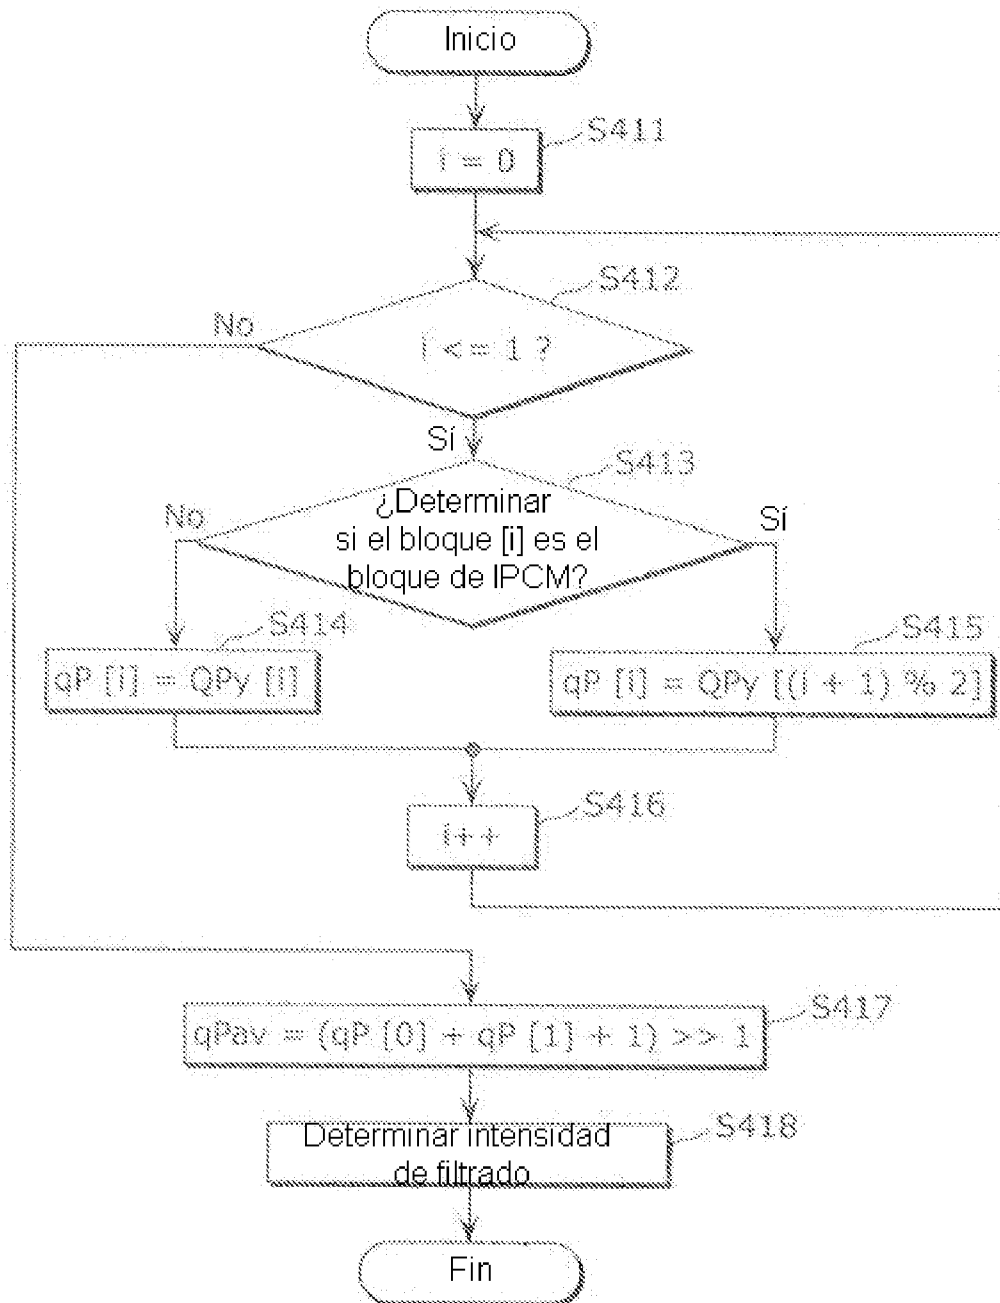 Inicio
S411
i = 0
S412
No
i <= 1 ?
Sí
S413
No
¿Determinar
si el bloque [i] es el
bloque de IPCM?
Sí
S414
qP [i] = QPy [i]
S415
qP [i] = QPy [(i + 1) % 2]
S416
i++
S417
qPav = (qP [0] + qP [1] + 1) >> 1
S418
Determinar intensidad
de filtrado
Fin